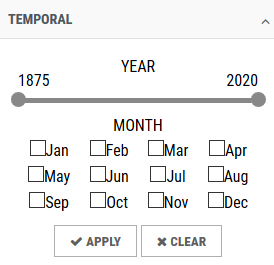 TEMPORAL
YEAR
1875 2020
MONTH
Jan Feb Mar Apr
May Jun Jul Aug
Sep Oct Nov Dec
APPLY CLEAR